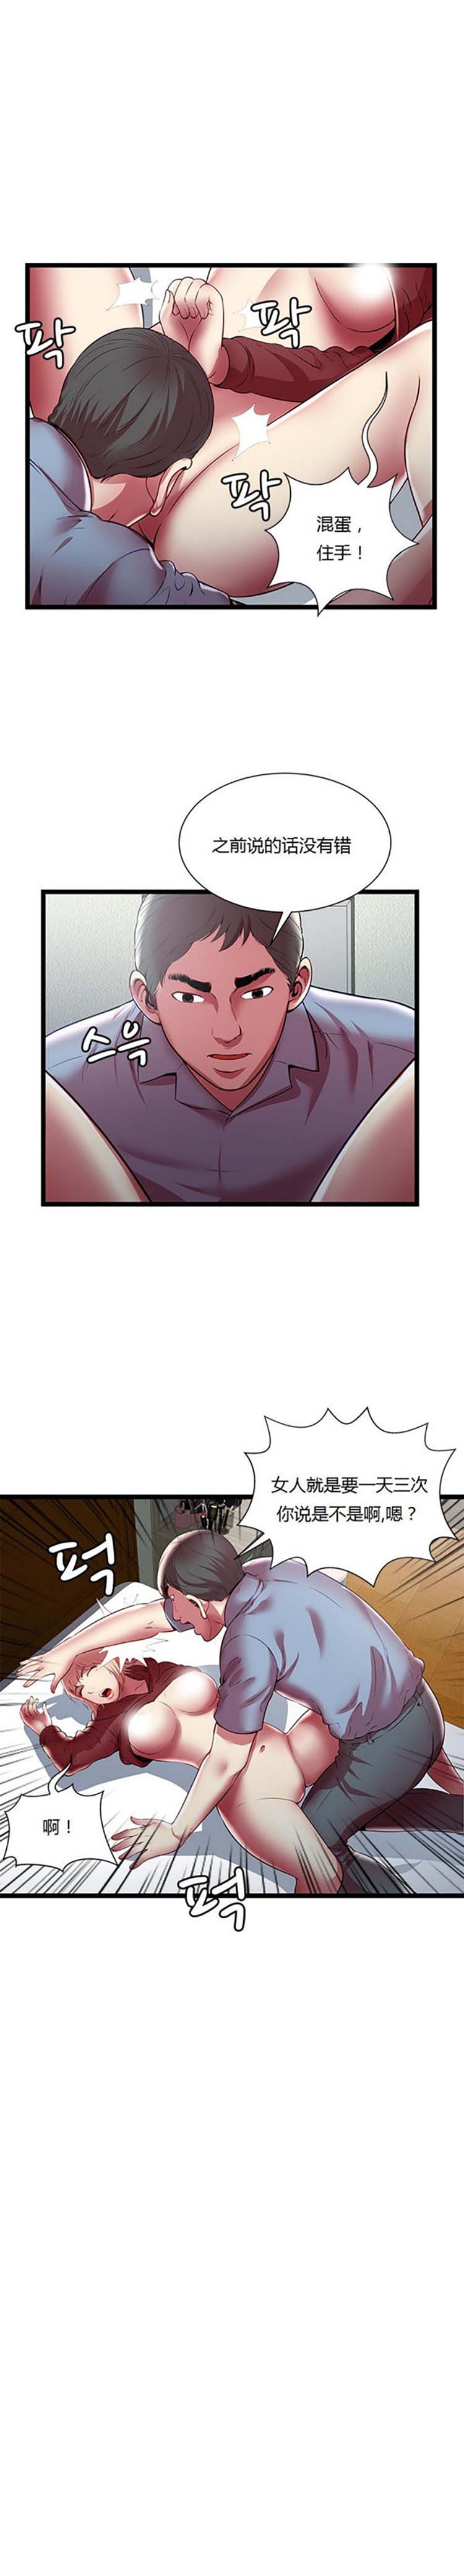 팍
팍
팍
混蛋，
住手！
之前说的话没有错
스윽
女人就是要一天三次
你说是不是啊,嗯？
퍽
啊！
퍽